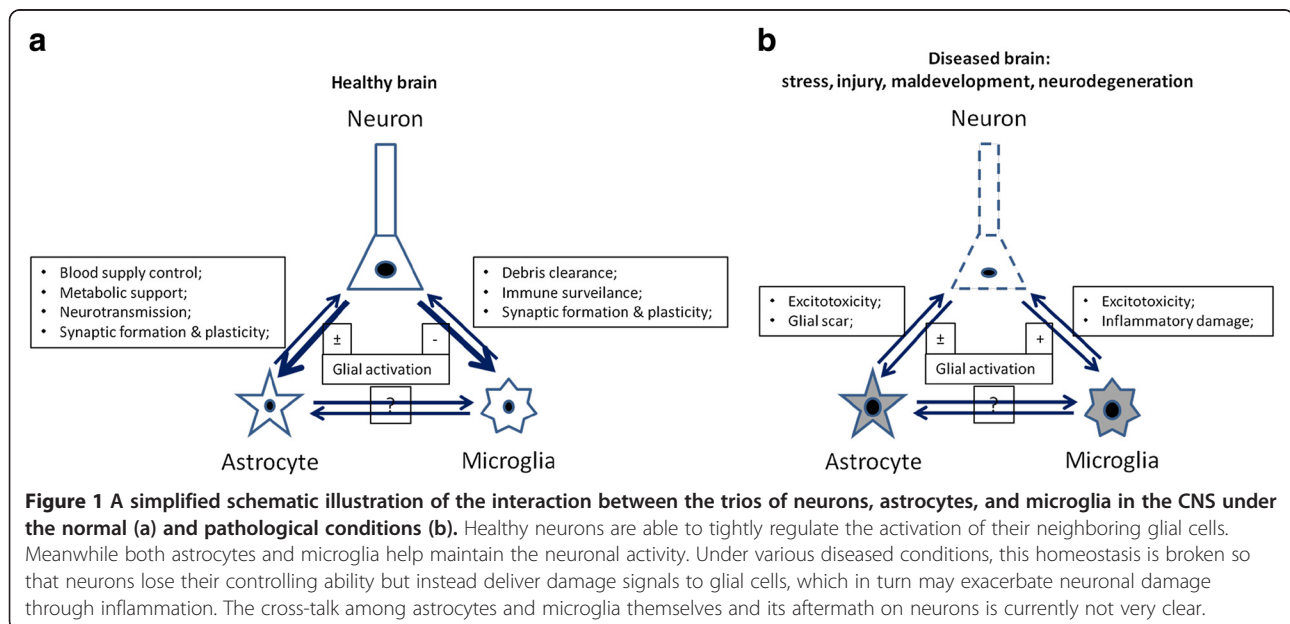 a
Healthy brain
Neuron
• Blood supply control;
• Metabolic support;
• Neurotransmission;
• Synaptic formation & plasticity;
• Debris clearance;
• Immune surveilance;
• Synaptic formation & plasticity;
±
-
Glial activation
?
Astrocyte
Microglia
b
Diseased brain:
stress, injury, maldevelopment, neurodegeneration
Neuron
• Excitotoxicity;
• Glial scar;
• Excitotoxicity;
• Inflammatory damage;
±
+
Glial activation
?
Astrocyte
Microglia
Figure 1 A simplified schematic illustration of the interaction between the trios of neurons, astrocytes, and microglia in the CNS under
the normal (a) and pathological conditions (b). Healthy neurons are able to tightly regulate the activation of their neighboring glial cells.
Meanwhile both astrocytes and microglia help maintain the neuronal activity. Under various diseased conditions, this homeostasis is broken so
that neurons lose their controlling ability but instead deliver damage signals to glial cells, which in turn may exacerbate neuronal damage
through inflammation. The cross-talk among astrocytes and microglia themselves and its aftermath on neurons is currently not very clear.